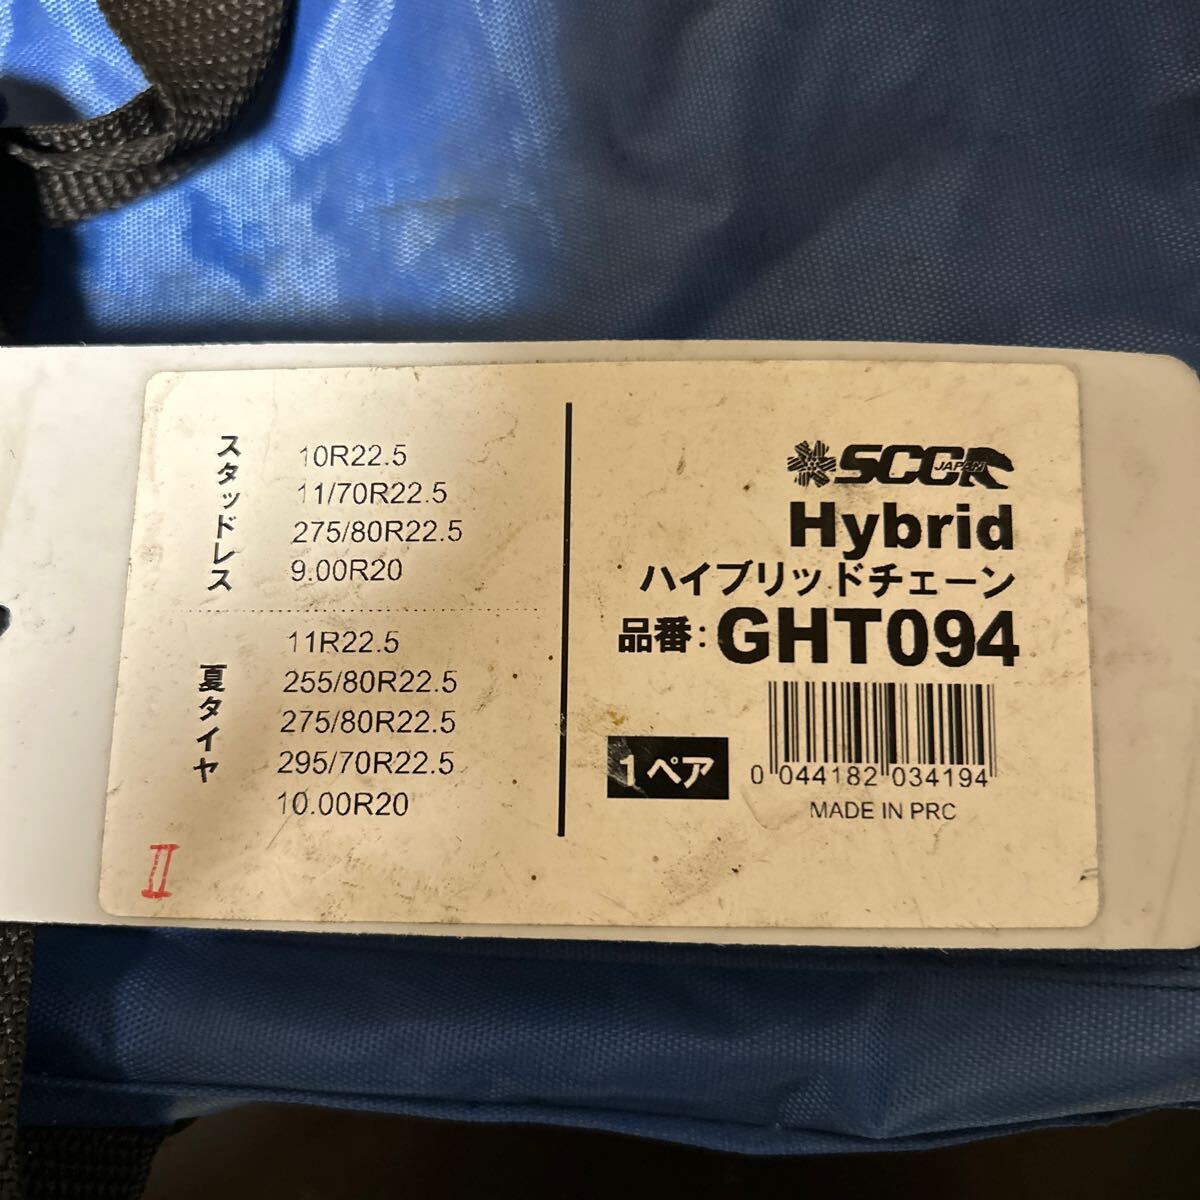 スタッドレス
10R22.5
11/70R22.5
275/80R22.5
9.00R20
夏タイヤ
11R22.5
255/80R22.5
275/80R22.5
295/70R22.5
10.00R20
II
SCCR JAPAN
Hybrid
ハイブリッドチェーン
品番:GHT094
1ペア
0 044182 034194
MADE IN PRC